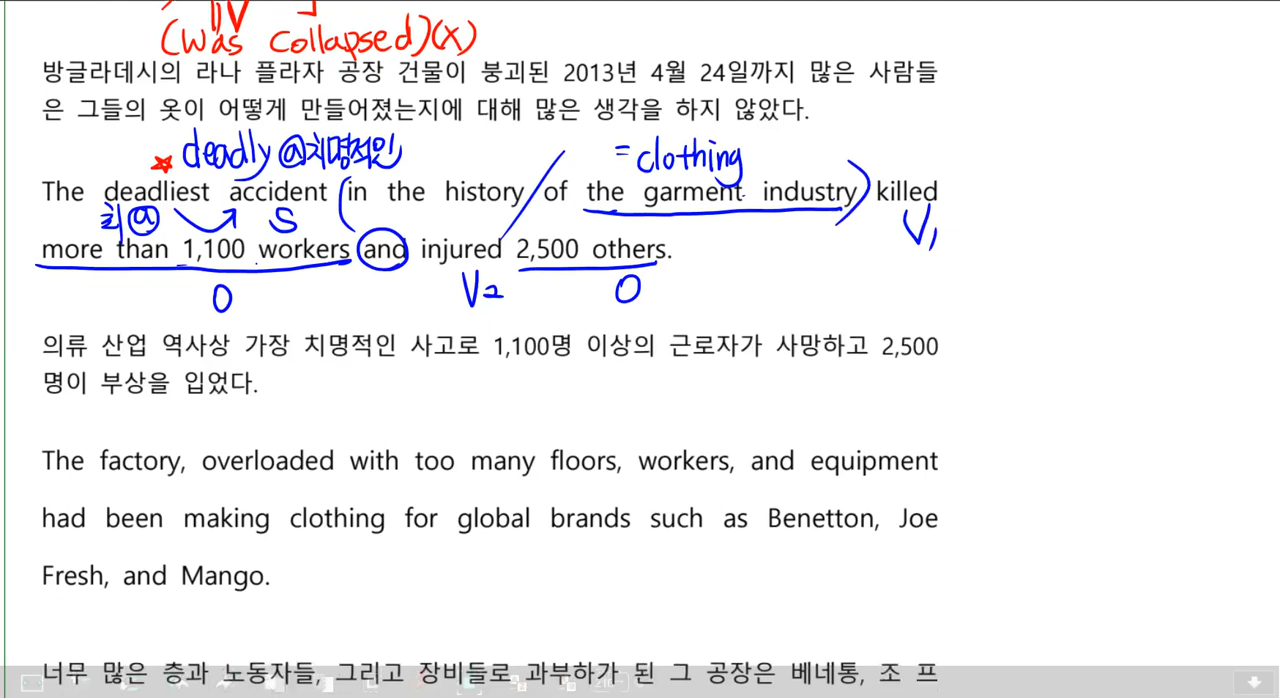 (was collapsed)(X)
방글라데시의 라나 플라자 공장 건물이 붕괴된 2013년 4월 24일까지 많은 사람들
은 그들의 옷이 어떻게 만들어졌는지에 대해 많은 생각을 하지 않았다.
deadly ⓐ치명적인 = clothing
The deadliest accident (in the history of the garment industry) killed
최ⓐ S V₁
more than 1,100 workers and injured 2,500 others.
O V2 O
의류 산업 역사상 가장 치명적인 사고로 1,100명 이상의 근로자가 사망하고 2,500
명이 부상을 입었다.
The factory, overloaded with too many floors, workers, and equipment
had been making clothing for global brands such as Benetton, Joe
Fresh, and Mango.
너무 많은 층과 노동자들, 그리고 장비들로 과부하가 된 그 공장은 베네통, 조 프